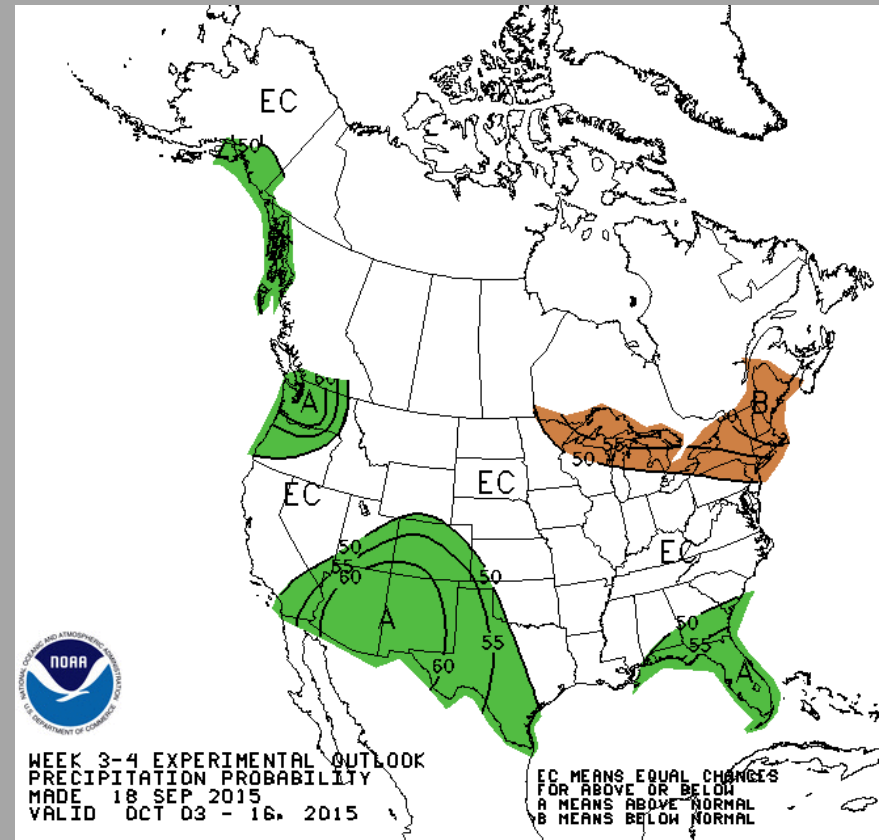 EC
50
60
A
B
50
EC
EC
50
55
60
50
EC
A
55
60
50
55
A
NATIONAL OCEANIC AND ATMOSPHERIC ADMINISTRATION
NOAA
U.S. DEPARTMENT OF COMMERCE
WEEK 3-4 EXPERIMENTAL OUTLOOK
PRECIPITATION PROBABILITY
MADE 18 SEP 2015
VALID OCT 03 - 16, 2015
EC MEANS EQUAL CHANCES
FOR ABOVE OR BELOW
A MEANS ABOVE NORMAL
B MEANS BELOW NORMAL